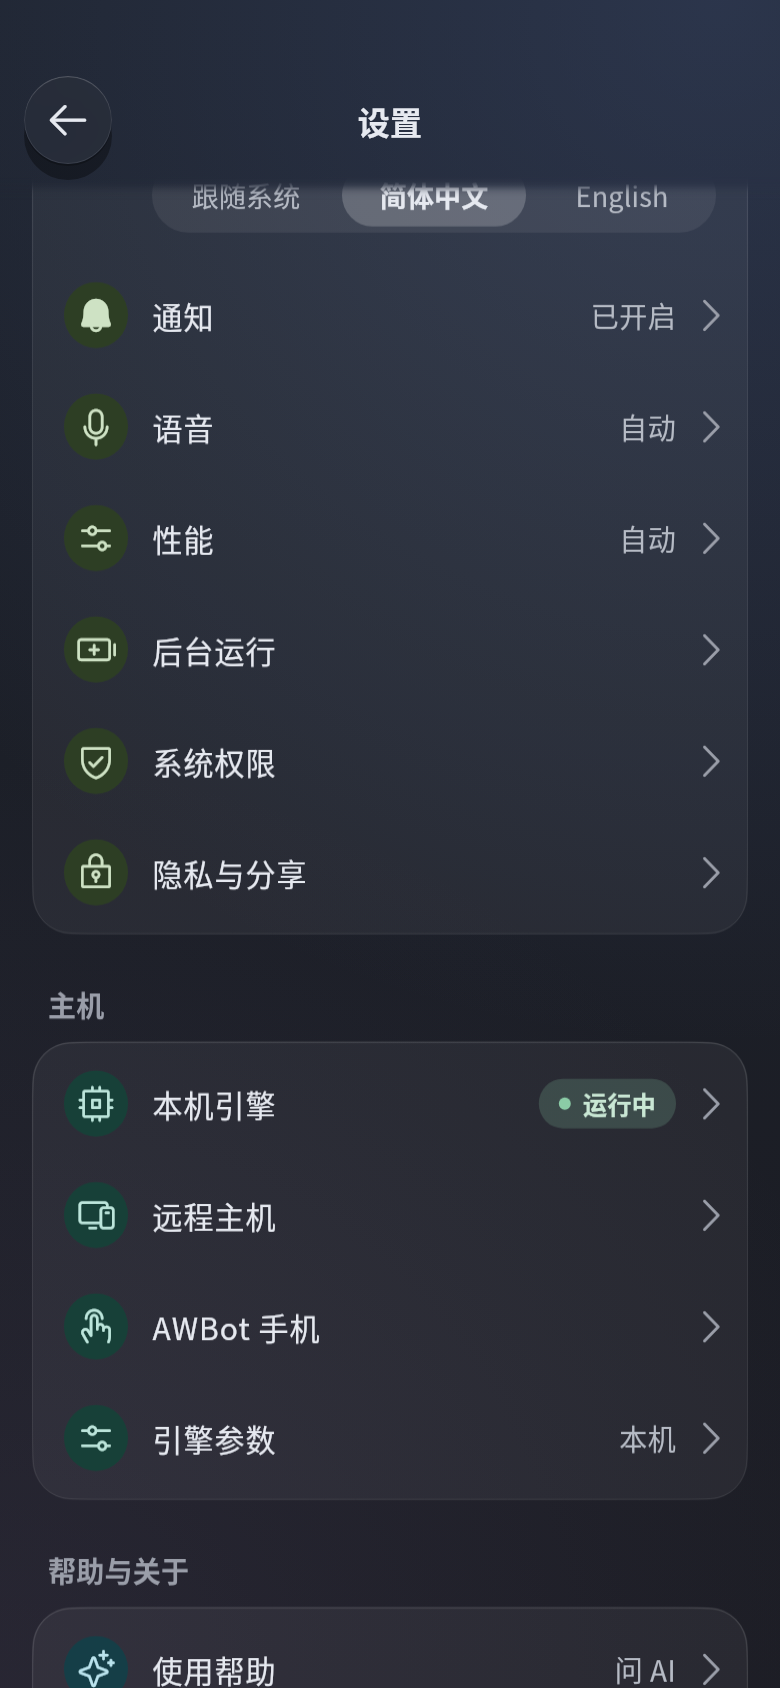 设置
跟随系统 简体中文 English
通知 已开启
语音 自动
性能 自动
后台运行
系统权限
隐私与分享
主机
本机引擎 运行中
远程主机
AWBot 手机
引擎参数 本机
帮助与关于
使用帮助 问 AI